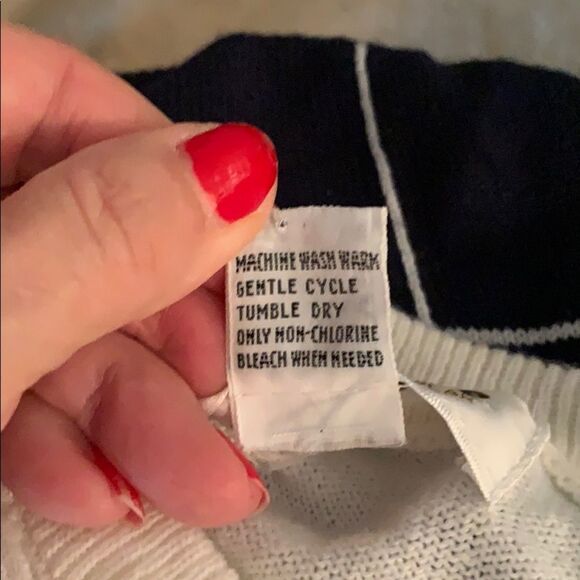 MACHINE WASH WARM
GENTLE CYCLE
TUMBLE DRY
ONLY NON-CHLORINE
BLEACH WHEN NEEDED